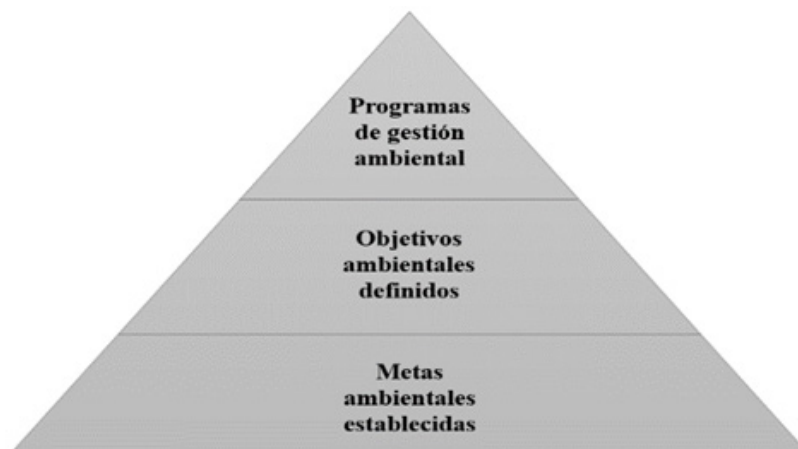 Programas
de gestión
ambiental
Objetivos
ambientales
definidos
Metas
ambientales
establecidas